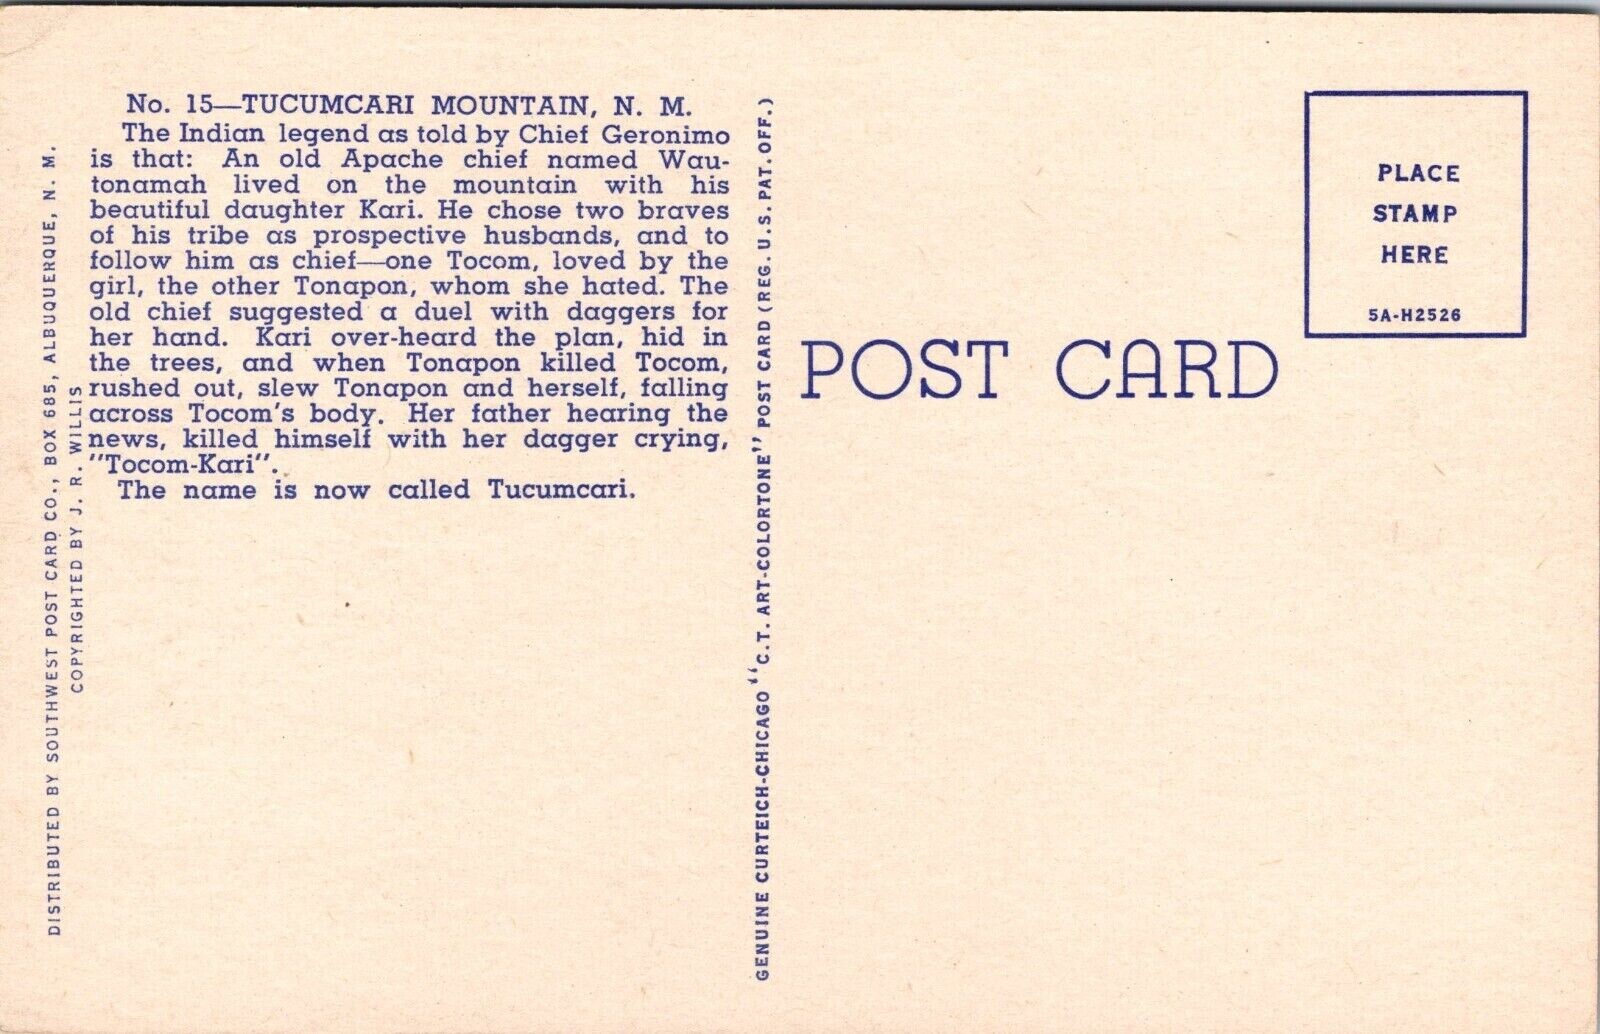 No. 15—TUCUMCARI MOUNTAIN, N. M.
The Indian legend as told by Chief Geronimo
is that: An old Apache chief named Wau-
tonamah lived on the mountain with his
beautiful daughter Kari. He chose two braves
of his tribe as prospective husbands, and to
follow him as chief—one Tocom, loved by the
girl, the other Tonapon, whom she hated. The
old chief suggested a duel with daggers for
her hand. Kari over-heard the plan, hid in
the trees, and when Tonapon killed Tocom,
rushed out, slew Tonapon and herself, falling
across Tocom's body. Her father hearing the
news, killed himself with her dagger crying,
"Tocom-Kari".
The name is now called Tucumcari.
DISTRIBUTED BY SOUTHWEST POST CARD CO., BOX 685, ALBUQUERQUE, N. M.
COPYRIGHTED BY J. R. WILLIS
GENUINE CURTEICH-CHICAGO "C.T. ART-COLORTONE" POST CARD (REG. U.S. PAT. OFF.)
POST CARD
PLACE
STAMP
HERE
5A-H2526